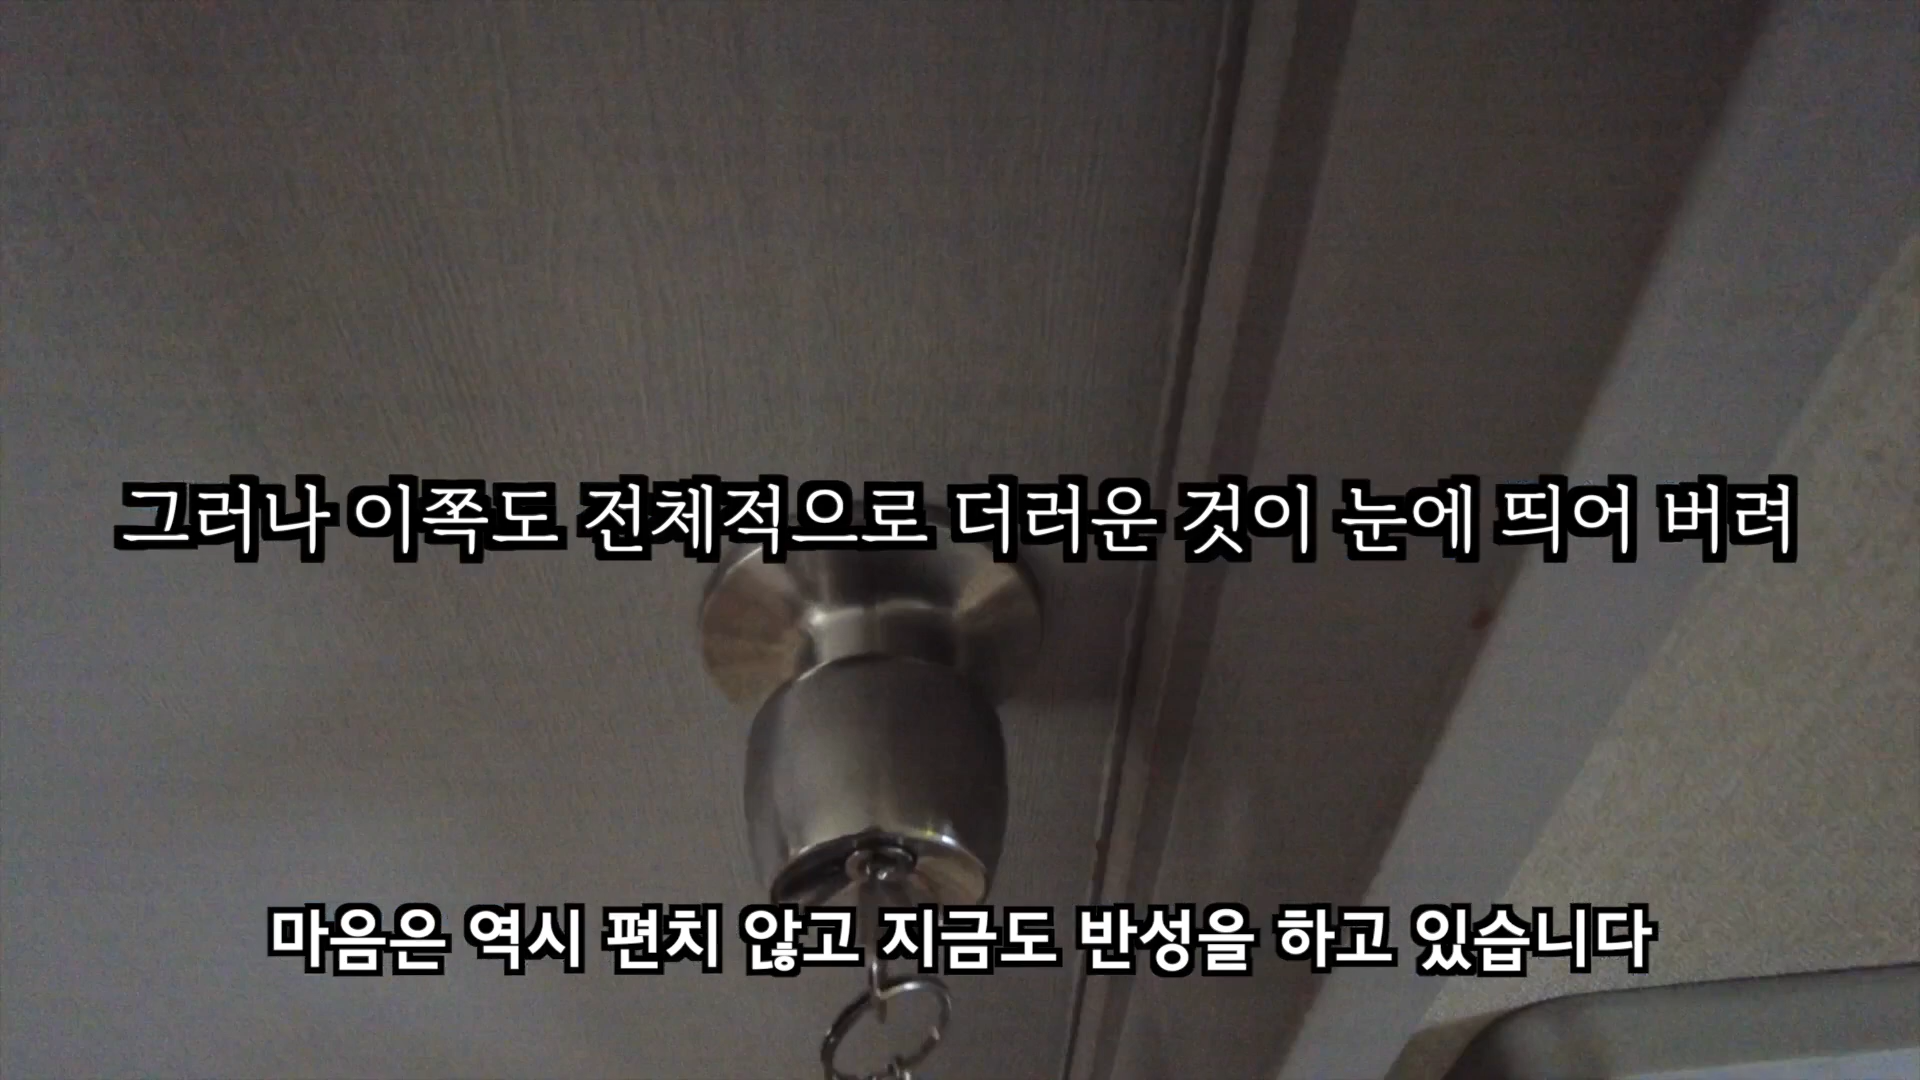 그러나 이쪽도 전체적으로 더러운 것이 눈에 띄어 버려
마음은 역시 편치 않고 지금도 반성을 하고 있습니다